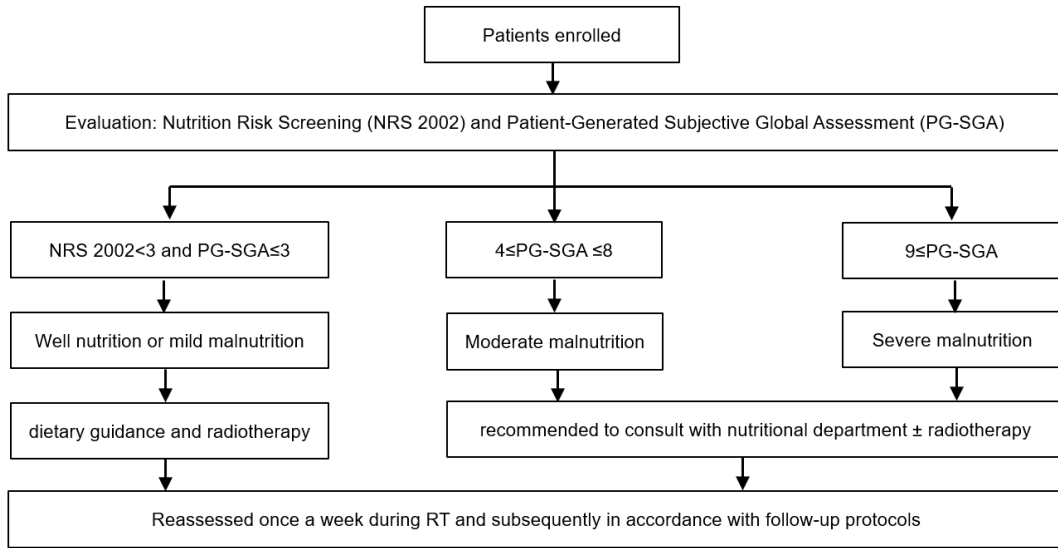 Patients enrolled
Evaluation: Nutrition Risk Screening (NRS 2002) and Patient-Generated Subjective Global Assessment (PG-SGA)
NRS 2002<3 and PG-SGA≤3
4≤PG-SGA ≤8
9≤PG-SGA
Well nutrition or mild malnutrition
Moderate malnutrition
Severe malnutrition
dietary guidance and radiotherapy
recommended to consult with nutritional department ± radiotherapy
Reassessed once a week during RT and subsequently in accordance with follow-up protocols